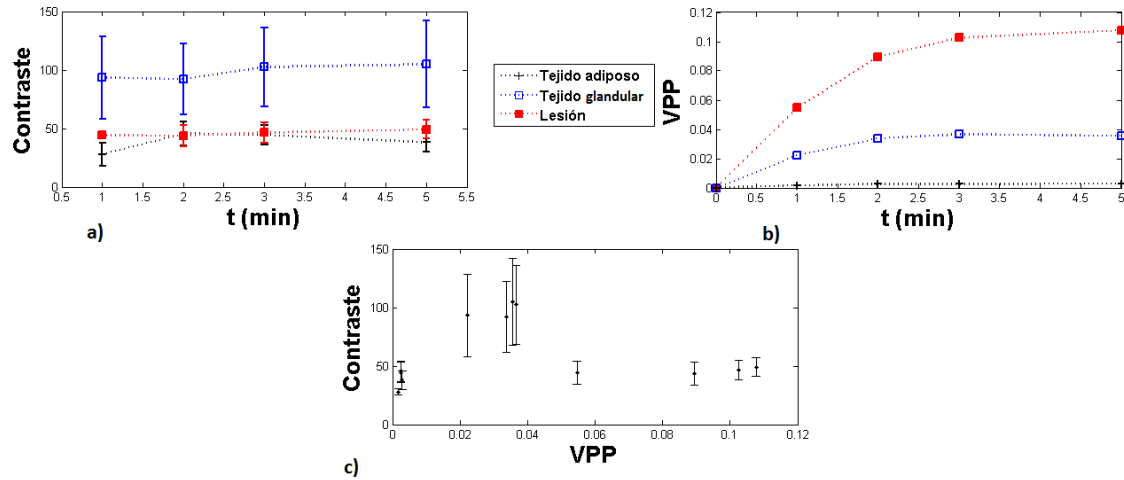 150
100
50
0
0.5 1 1.5 2 2.5 3 3.5 4 4.5 5 5.5
Contraste
t (min)
a)
Tejido adiposo
Tejido glandular
Lesión
0.12
0.1
0.08
0.06
0.04
0.02
0
0 0.5 1 1.5 2 2.5 3 3.5 4 4.5 5
VPP
t (min)
b)
150
100
50
0
0 0.02 0.04 0.06 0.08 0.1 0.12
Contraste
VPP
c)